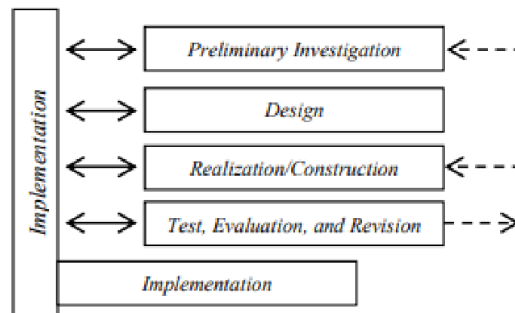 Implementation
Preliminary Investigation
Design
Realization/Construction
Test, Evaluation, and Revision
Implementation